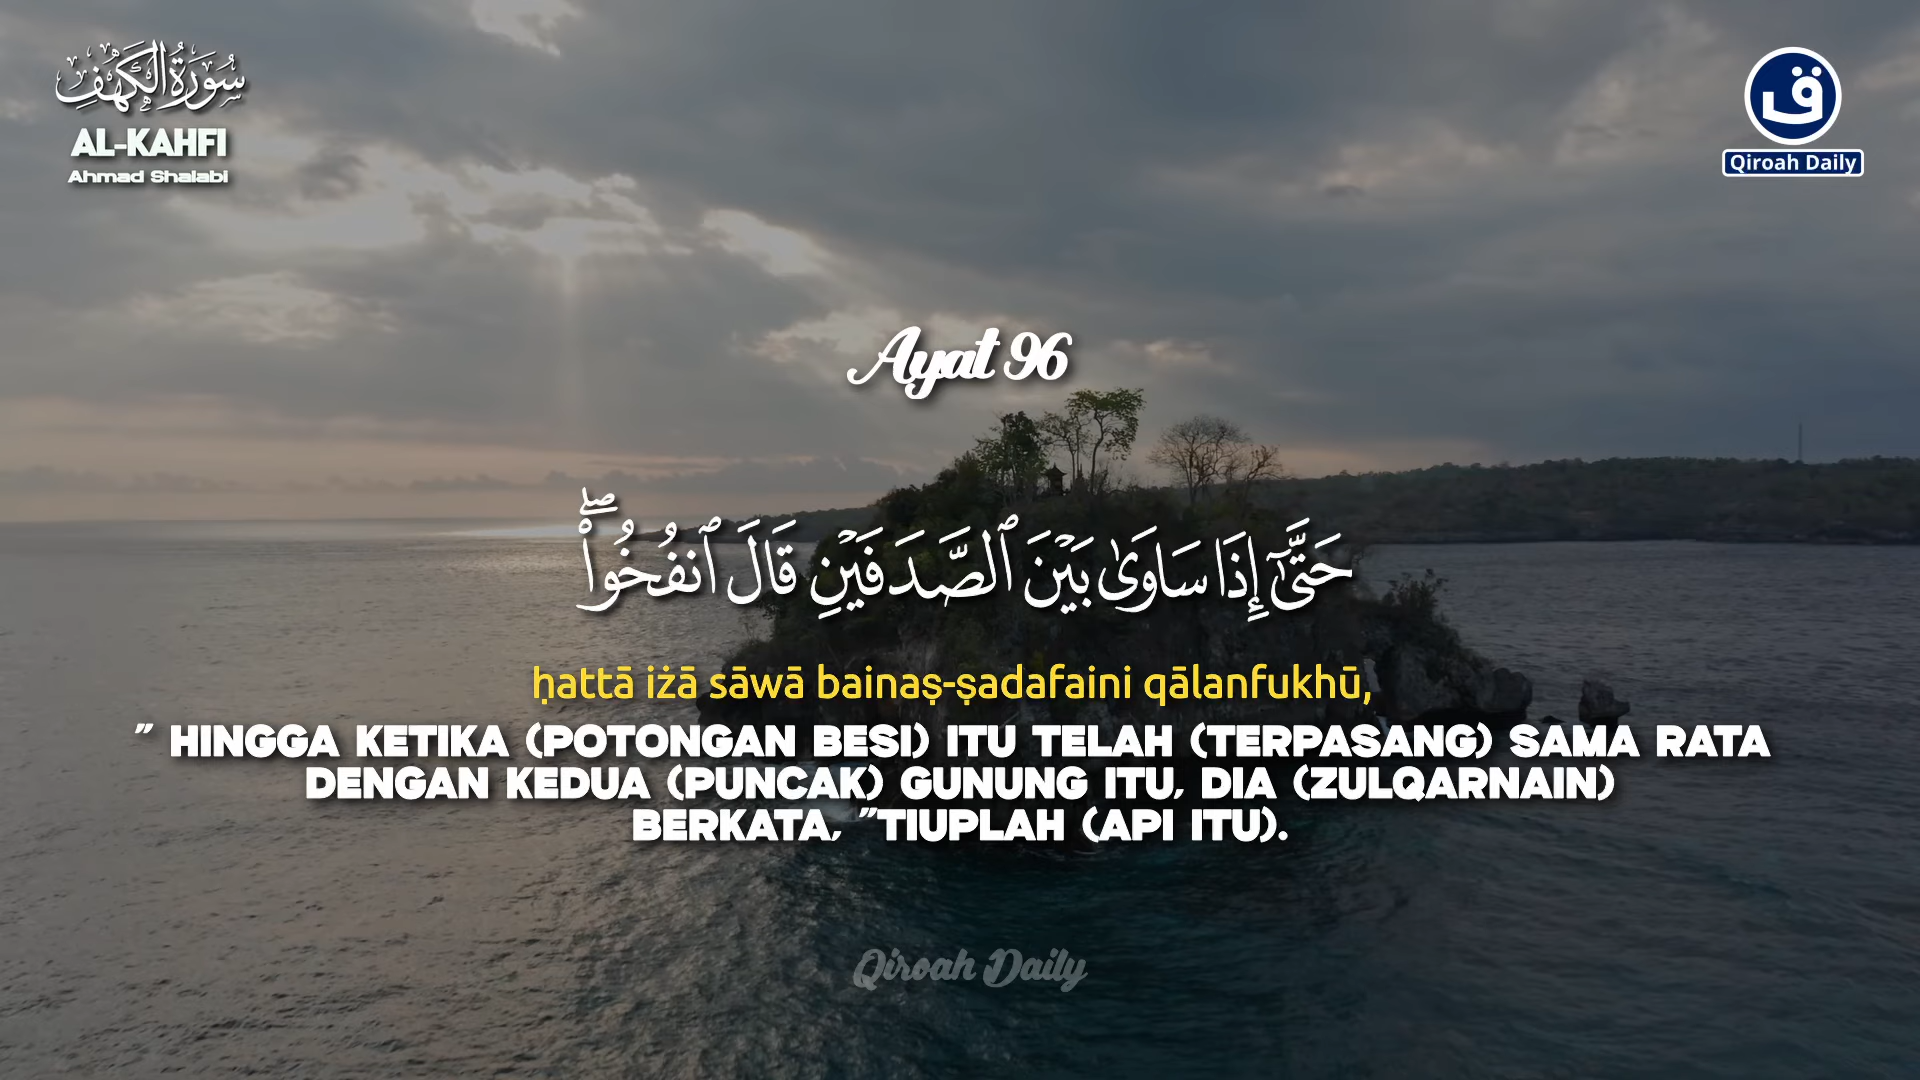 سُورَةُ الْكَهْفِ
AL-KAHFI
Ahmad Shalabi
ق
Qiroah Daily
Ayat 96
حَتَّىٰٓ إِذَا سَاوَىٰ بَيْنَ ٱلصَّدَفَيْنِ قَالَ ٱنفُخُوا۟ۖ
ḥattā iżā sāwā bainaṣ-ṣadafaini qālanfukhū,
" HINGGA KETIKA (POTONGAN BESI) ITU TELAH (TERPASANG) SAMA RATA
DENGAN KEDUA (PUNCAK) GUNUNG ITU, DIA (ZULQARNAIN)
BERKATA, "TIUPLAH (API ITU).
Qiroah Daily